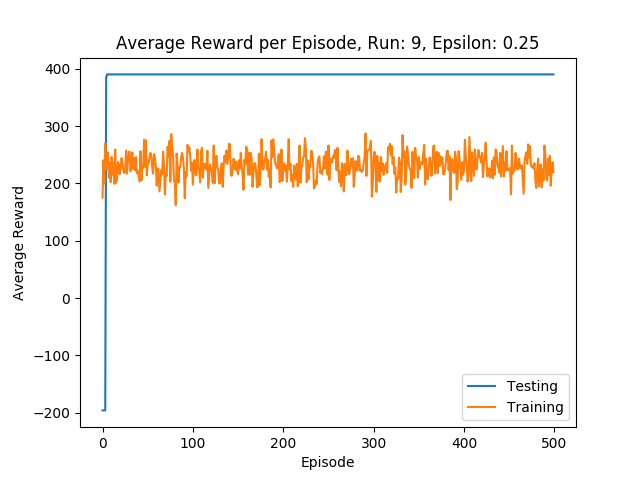 Average Reward per Episode, Run: 9, Epsilon: 0.25
Average Reward
400
300
200
100
0
−100
−200
0 100 200 300 400 500
Episode
Testing
Training